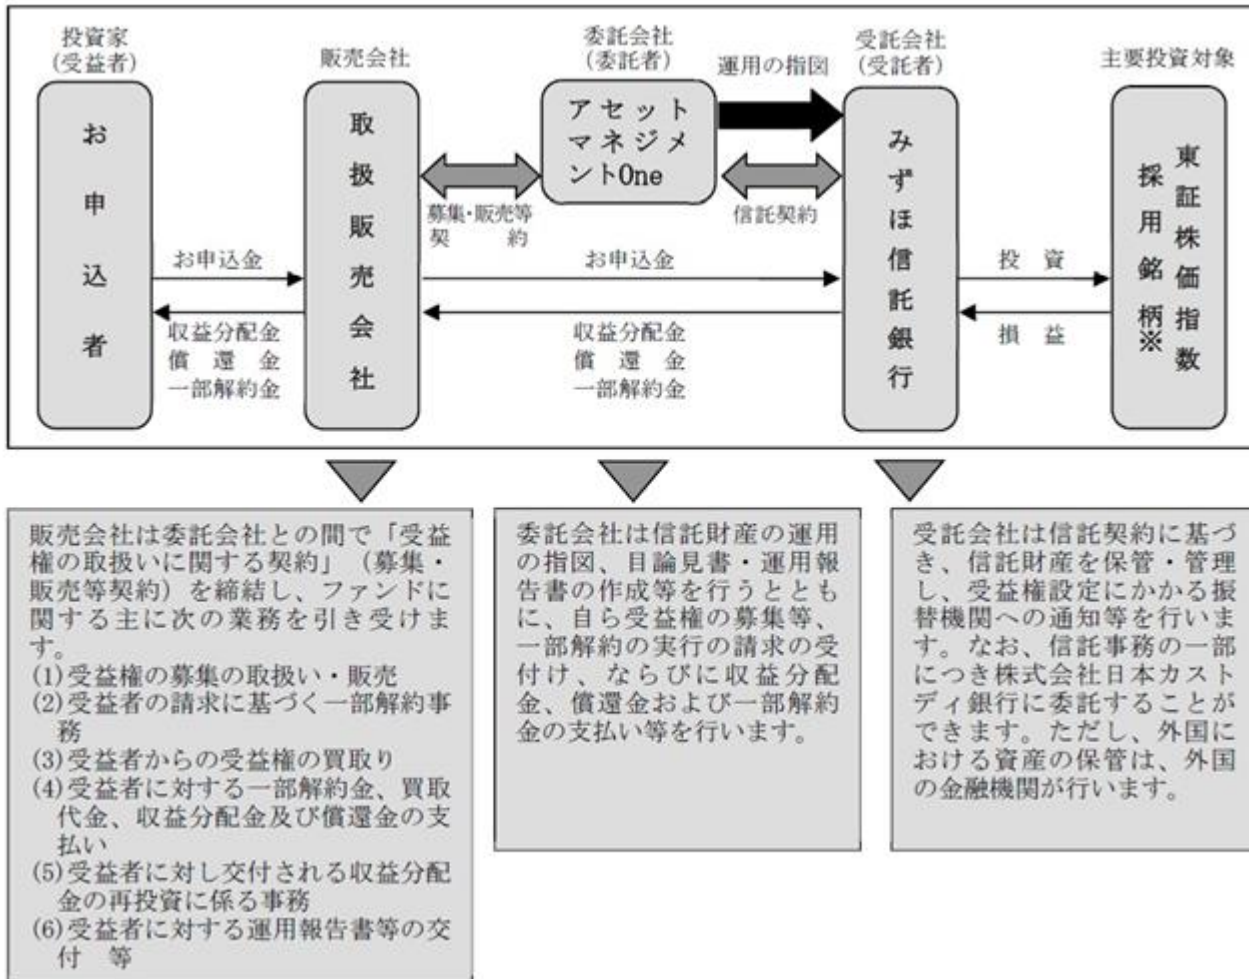 投資家
(受益者)
販売会社
委託会社
(委託者)
運用の指図
受託会社
(受託者)
主要投資対象
お申込者
取扱販売会社
アセット
マネジメ
ントOne
みずほ信託銀行
東証株価指数
採用銘柄※
募集・販売等
契約
信託契約
お申込金
お申込金
投資
収益分配金
償還金
一部解約金
収益分配金
償還金
一部解約金
損益
販売会社は委託会社との間で「受益
権の取扱いに関する契約」（募集・
販売等契約）を締結し、ファンドに
関する主に次の業務を引き受けま
す。
(1)受益権の募集の取扱い・販売
(2)受益者の請求に基づく一部解約事
務
(3)受益者からの受益権の買取り
(4)受益者に対する一部解約金、買取
代金、収益分配金及び償還金の支
払い
(5)受益者に対し交付される収益分配
金の再投資に係る事務
(6)受益者に対する運用報告書等の交
付　等
委託会社は信託財産の運用
の指図、目論見書・運用報
告書の作成等を行うととも
に、自ら受益権の募集等、
一部解約の実行の請求の受
付け、ならびに収益分配
金、償還金および一部解約
金の支払い等を行います。
受託会社は信託契約に基づ
き、信託財産を保管・管理
し、受益権設定にかかる振
替機関への通知等を行いま
す。なお、信託事務の一部
につき株式会社日本カスト
ディ銀行に委託することが
できます。ただし、外国に
おける資産の保管は、外国
の金融機関が行います。